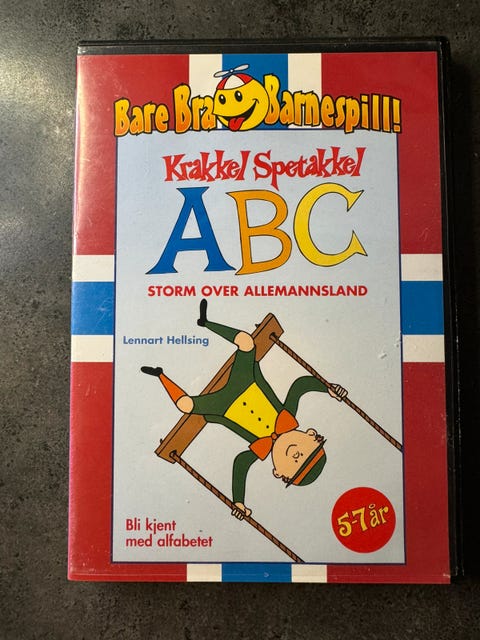 Bare Bra Barnespill!
Krakkel Spetakkel
ABC
STORM OVER ALLEMANNSLAND
Lennart Hellsing
Bli kjent
med alfabetet
5-7 år